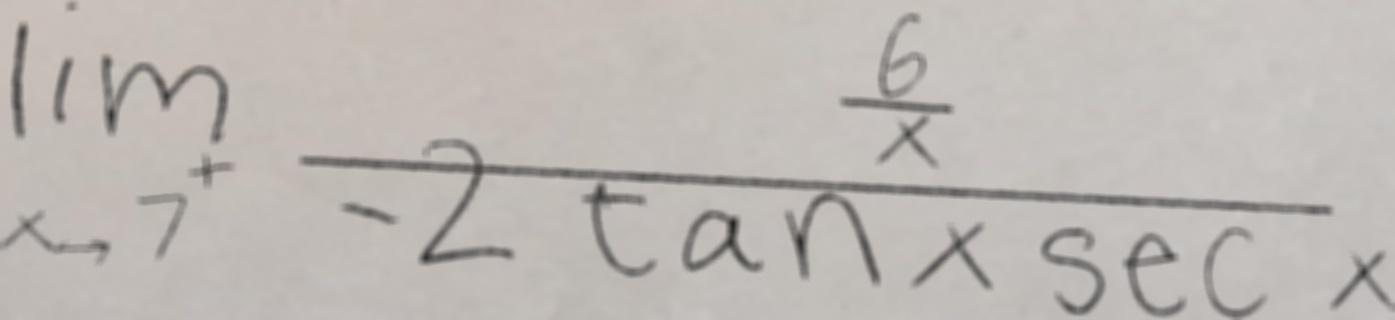 lim x→7⁺ (6/x)/(-2 tan x sec x)